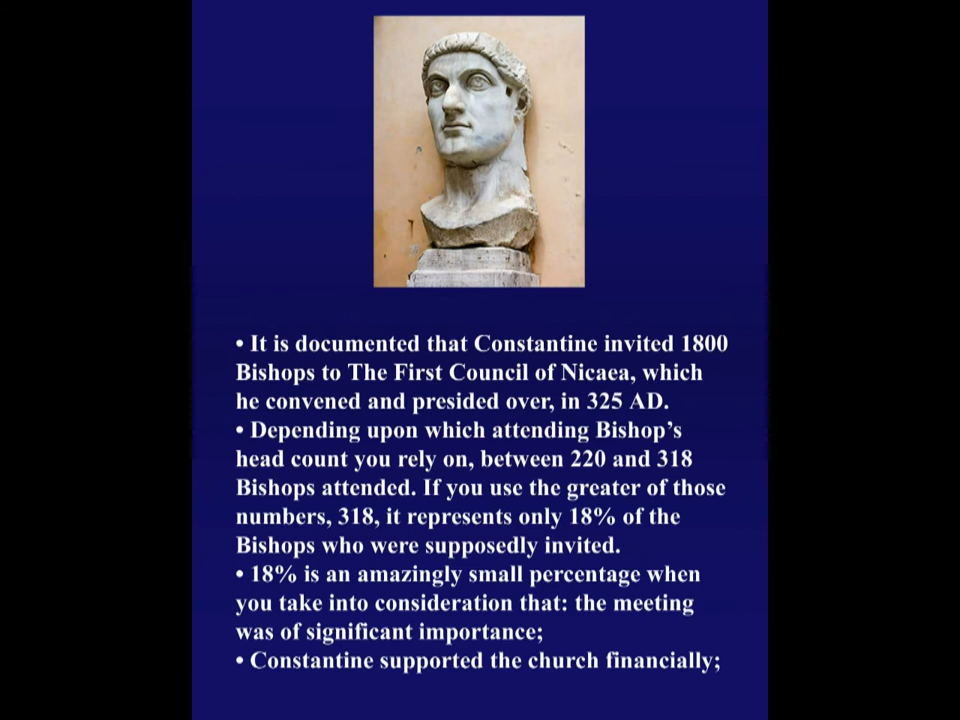 • It is documented that Constantine invited 1800
Bishops to The First Council of Nicaea, which
he convened and presided over, in 325 AD.
• Depending upon which attending Bishop’s
head count you rely on, between 220 and 318
Bishops attended. If you use the greater of those
numbers, 318, it represents only 18% of the
Bishops who were supposedly invited.
• 18% is an amazingly small percentage when
you take into consideration that: the meeting
was of significant importance;
• Constantine supported the church financially;